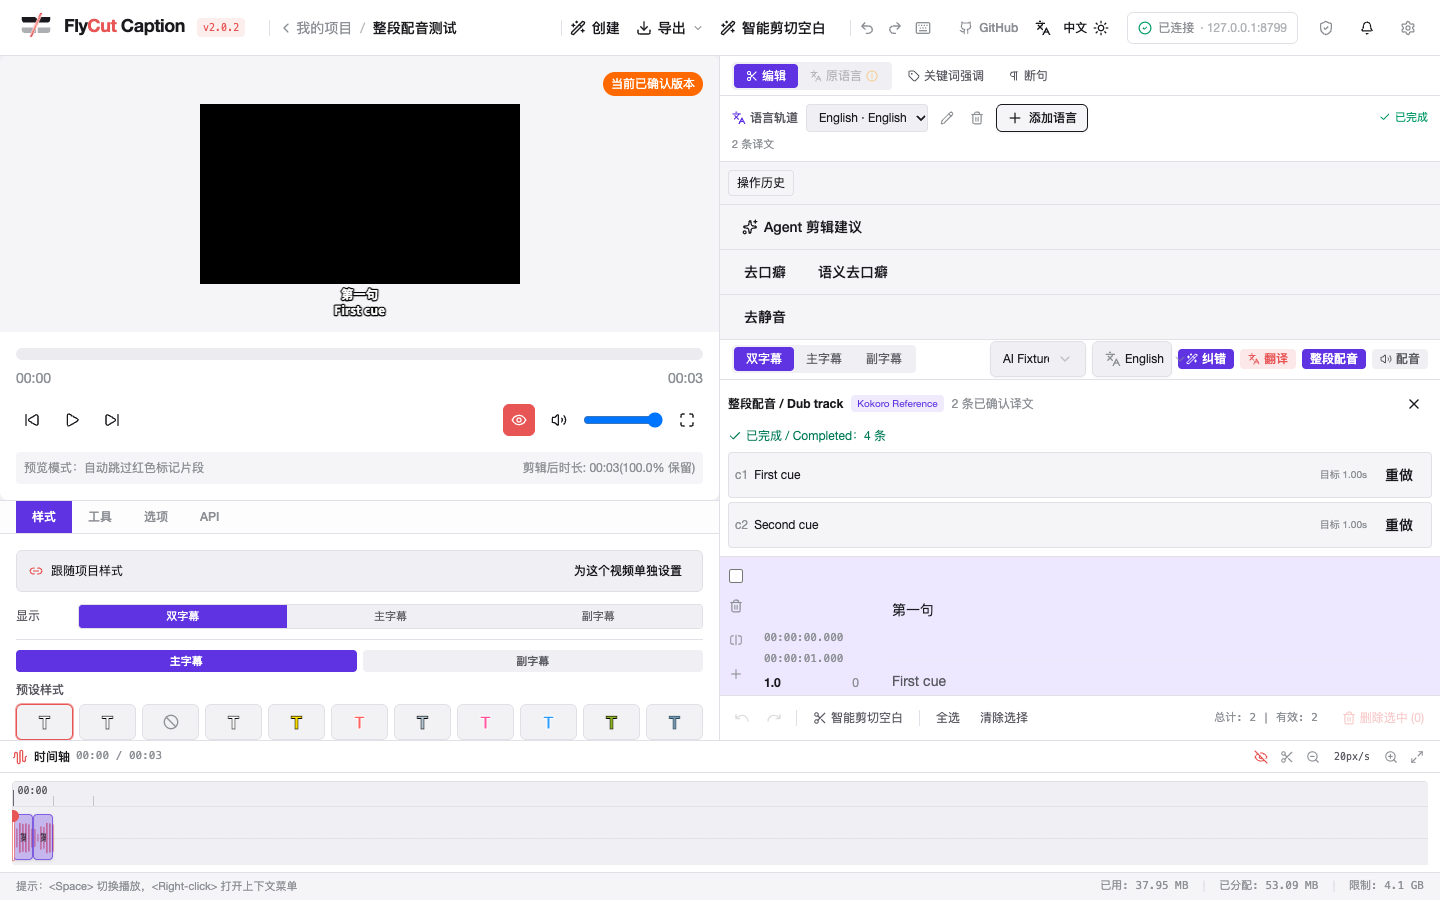 FlyCut Caption v2.0.2 我的项目 / 整段配音测试 创建 导出 智能剪切空白 GitHub 中文 已连接 · 127.0.0.1:8799
当前已确认版本
第一句
First cue
00:00 00:03
预览模式：自动跳过红色标记片段 剪辑后时长: 00:03(100.0% 保留)
样式 工具 选项 API
跟随项目样式 为这个视频单独设置
显示 双字幕 主字幕 副字幕
主字幕 副字幕
预设样式
T T T T T T T T T T
编辑 原语言 关键词强调 断句
语言轨道 English · English 添加语言 已完成
2 条译文
操作历史
Agent 剪辑建议
去口癖 语义去口癖
去静音
双字幕 主字幕 副字幕 AI Fixtur English 纠错 翻译 整段配音 配音
整段配音 / Dub track Kokoro Reference 2 条已确认译文
已完成 / Completed： 4 条
c1 First cue 目标 1.00s 重做
c2 Second cue 目标 1.00s 重做
第一句
00:00:00.000
00:00:01.000
1.0 0 First cue
智能剪切空白 全选 清除选择 总计: 2 | 有效: 2 删除选中 (0)
时间轴 00:00 / 00:03 20px/s
00:00
提示: <Space> 切换播放，<Right-click> 打开上下文菜单 已用: 37.95 MB 已分配: 53.09 MB 限制: 4.1 GB